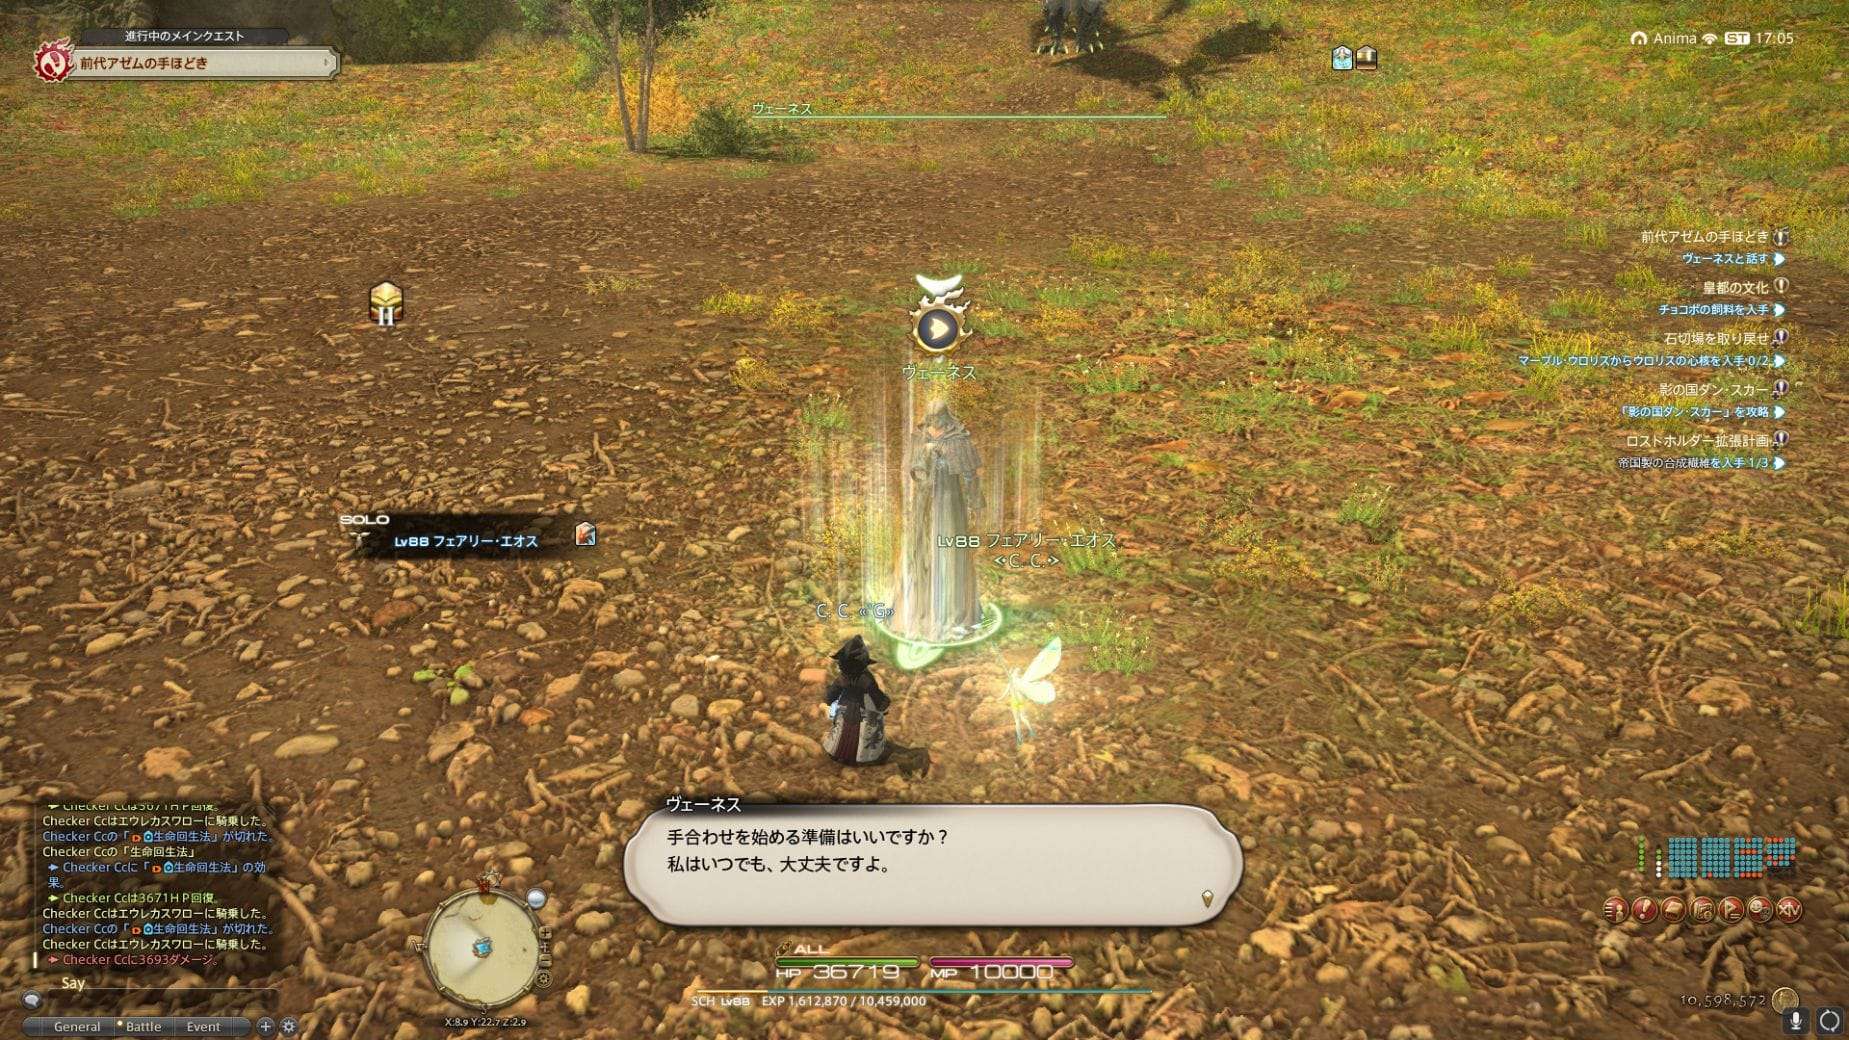 進行中のメインクエスト
前代アゼムの手ほどき
Anima ST 17:05
ヴェーネス
前代アゼムの手ほどき
ヴェーネスと話す
皇都の文化
チョコボの飼料を入手
石切場を取り戻せ
マーブル・ウロリスからウロリスの心核を入手 0/2
影の国ダン・スカー
「影の国ダン・スカー」を攻略
ロストホルダー拡張計画
帝国製の合成繊維を入手 1/3
ヴェーネス
SOLO
Lv88 フェアリー・エオス
Lv88 フェアリー・エオス
«C. C.»
C. C. «G»
ヴェーネス
手合わせを始める準備はいいですか？
私はいつでも、大丈夫ですよ。
Checker Ccは3671HP回復。
Checker Ccはエウレカスワローに騎乗した。
Checker Ccの「生命回生法」が切れた。
Checker Ccの「生命回生法」
Checker Ccに「生命回生法」の効
果。
Checker Ccは3671HP回復。
Checker Ccはエウレカスワローに騎乗した。
Checker Ccの「生命回生法」が切れた。
Checker Ccはエウレカスワローに騎乗した。
Checker Ccに3693ダメージ。
Say
General Battle Event
X:8.9 Y:22.7 Z:2.9
ALL
HP 36719 MP 10000
SCH Lv88 EXP 1,612,870 / 10,459,000
10,598,572
XIV